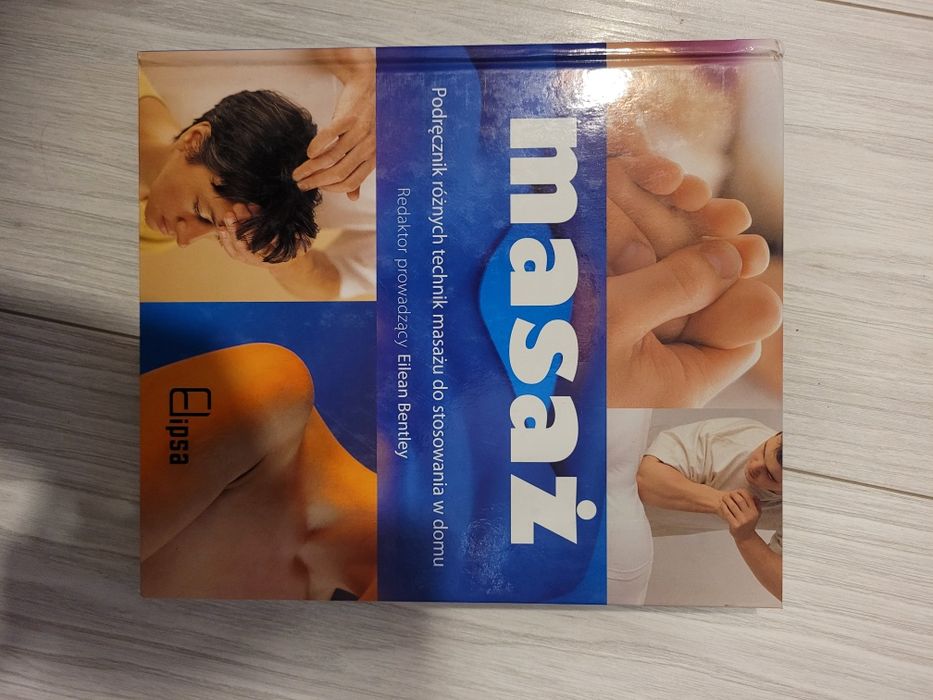 masaż
Podręcznik różnych technik masażu do stosowania w domu
Redaktor prowadzący Eilean Bentley
Elipsa